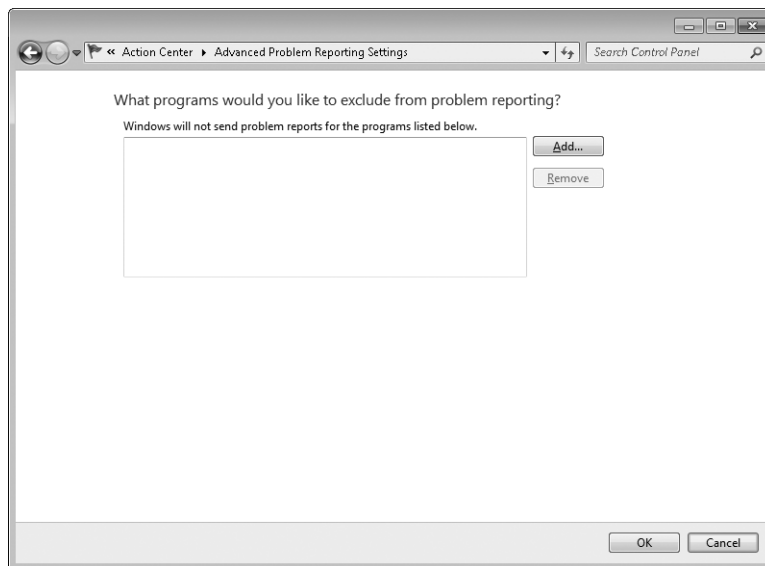 « Action Center ▸ Advanced Problem Reporting Settings
Search Control Panel
What programs would you like to exclude from problem reporting?
Windows will not send problem reports for the programs listed below.
Add...
Remove
OK
Cancel